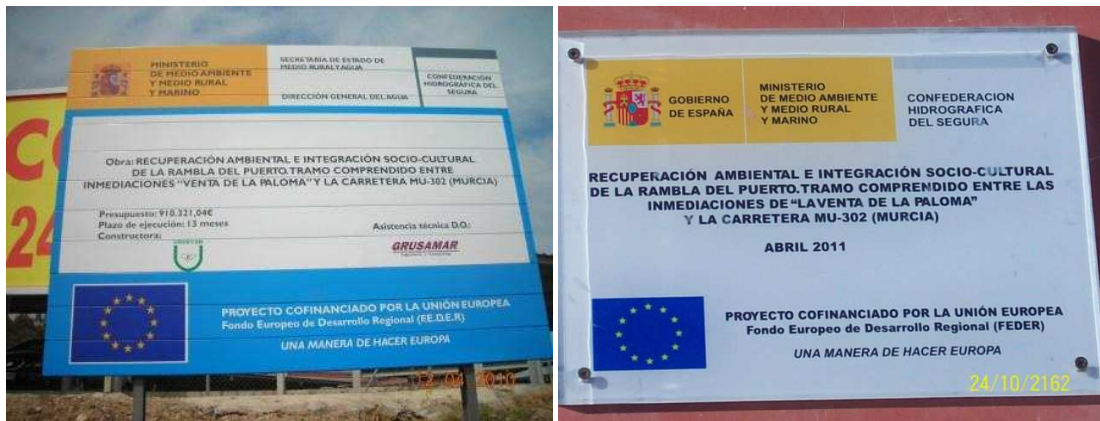 MINISTERIO
DE MEDIO AMBIENTE
Y MEDIO RURAL
Y MARINO
SECRETARÍA DE ESTADO DE
MEDIO RURAL Y AGUA
DIRECCIÓN GENERAL DEL AGUA
CONFEDERACIÓN
HIDROGRÁFICA DEL
SEGURA
Obra: RECUPERACIÓN AMBIENTAL E INTEGRACIÓN SOCIO-CULTURAL
DE LA RAMBLA DEL PUERTO. TRAMO COMPRENDIDO ENTRE
INMEDIACIONES "VENTA DE LA PALOMA" Y LA CARRETERA MU-302 (MURCIA)
Presupuesto: 910.321,04€
Plazo de ejecución: 13 meses
Constructora:
Asistencia técnica D.O.:
GRUSAMAR
PROYECTO COFINANCIADO POR LA UNIÓN EUROPEA
Fondo Europeo de Desarrollo Regional (F.E.D.E.R)
UNA MANERA DE HACER EUROPA
24
GOBIERNO
DE ESPAÑA
MINISTERIO
DE MEDIO AMBIENTE
Y MEDIO RURAL
Y MARINO
CONFEDERACION
HIDROGRAFICA
DEL SEGURA
RECUPERACIÓN AMBIENTAL E INTEGRACIÓN SOCIO-CULTURAL
DE LA RAMBLA DEL PUERTO. TRAMO COMPRENDIDO ENTRE LAS
INMEDIACIONES DE "LA VENTA DE LA PALOMA"
Y LA CARRETERA MU-302 (MURCIA)
ABRIL 2011
PROYECTO COFINANCIADO POR LA UNIÓN EUROPEA
Fondo Europeo de Desarrollo Regional (FEDER)
UNA MANERA DE HACER EUROPA
24/10/2162